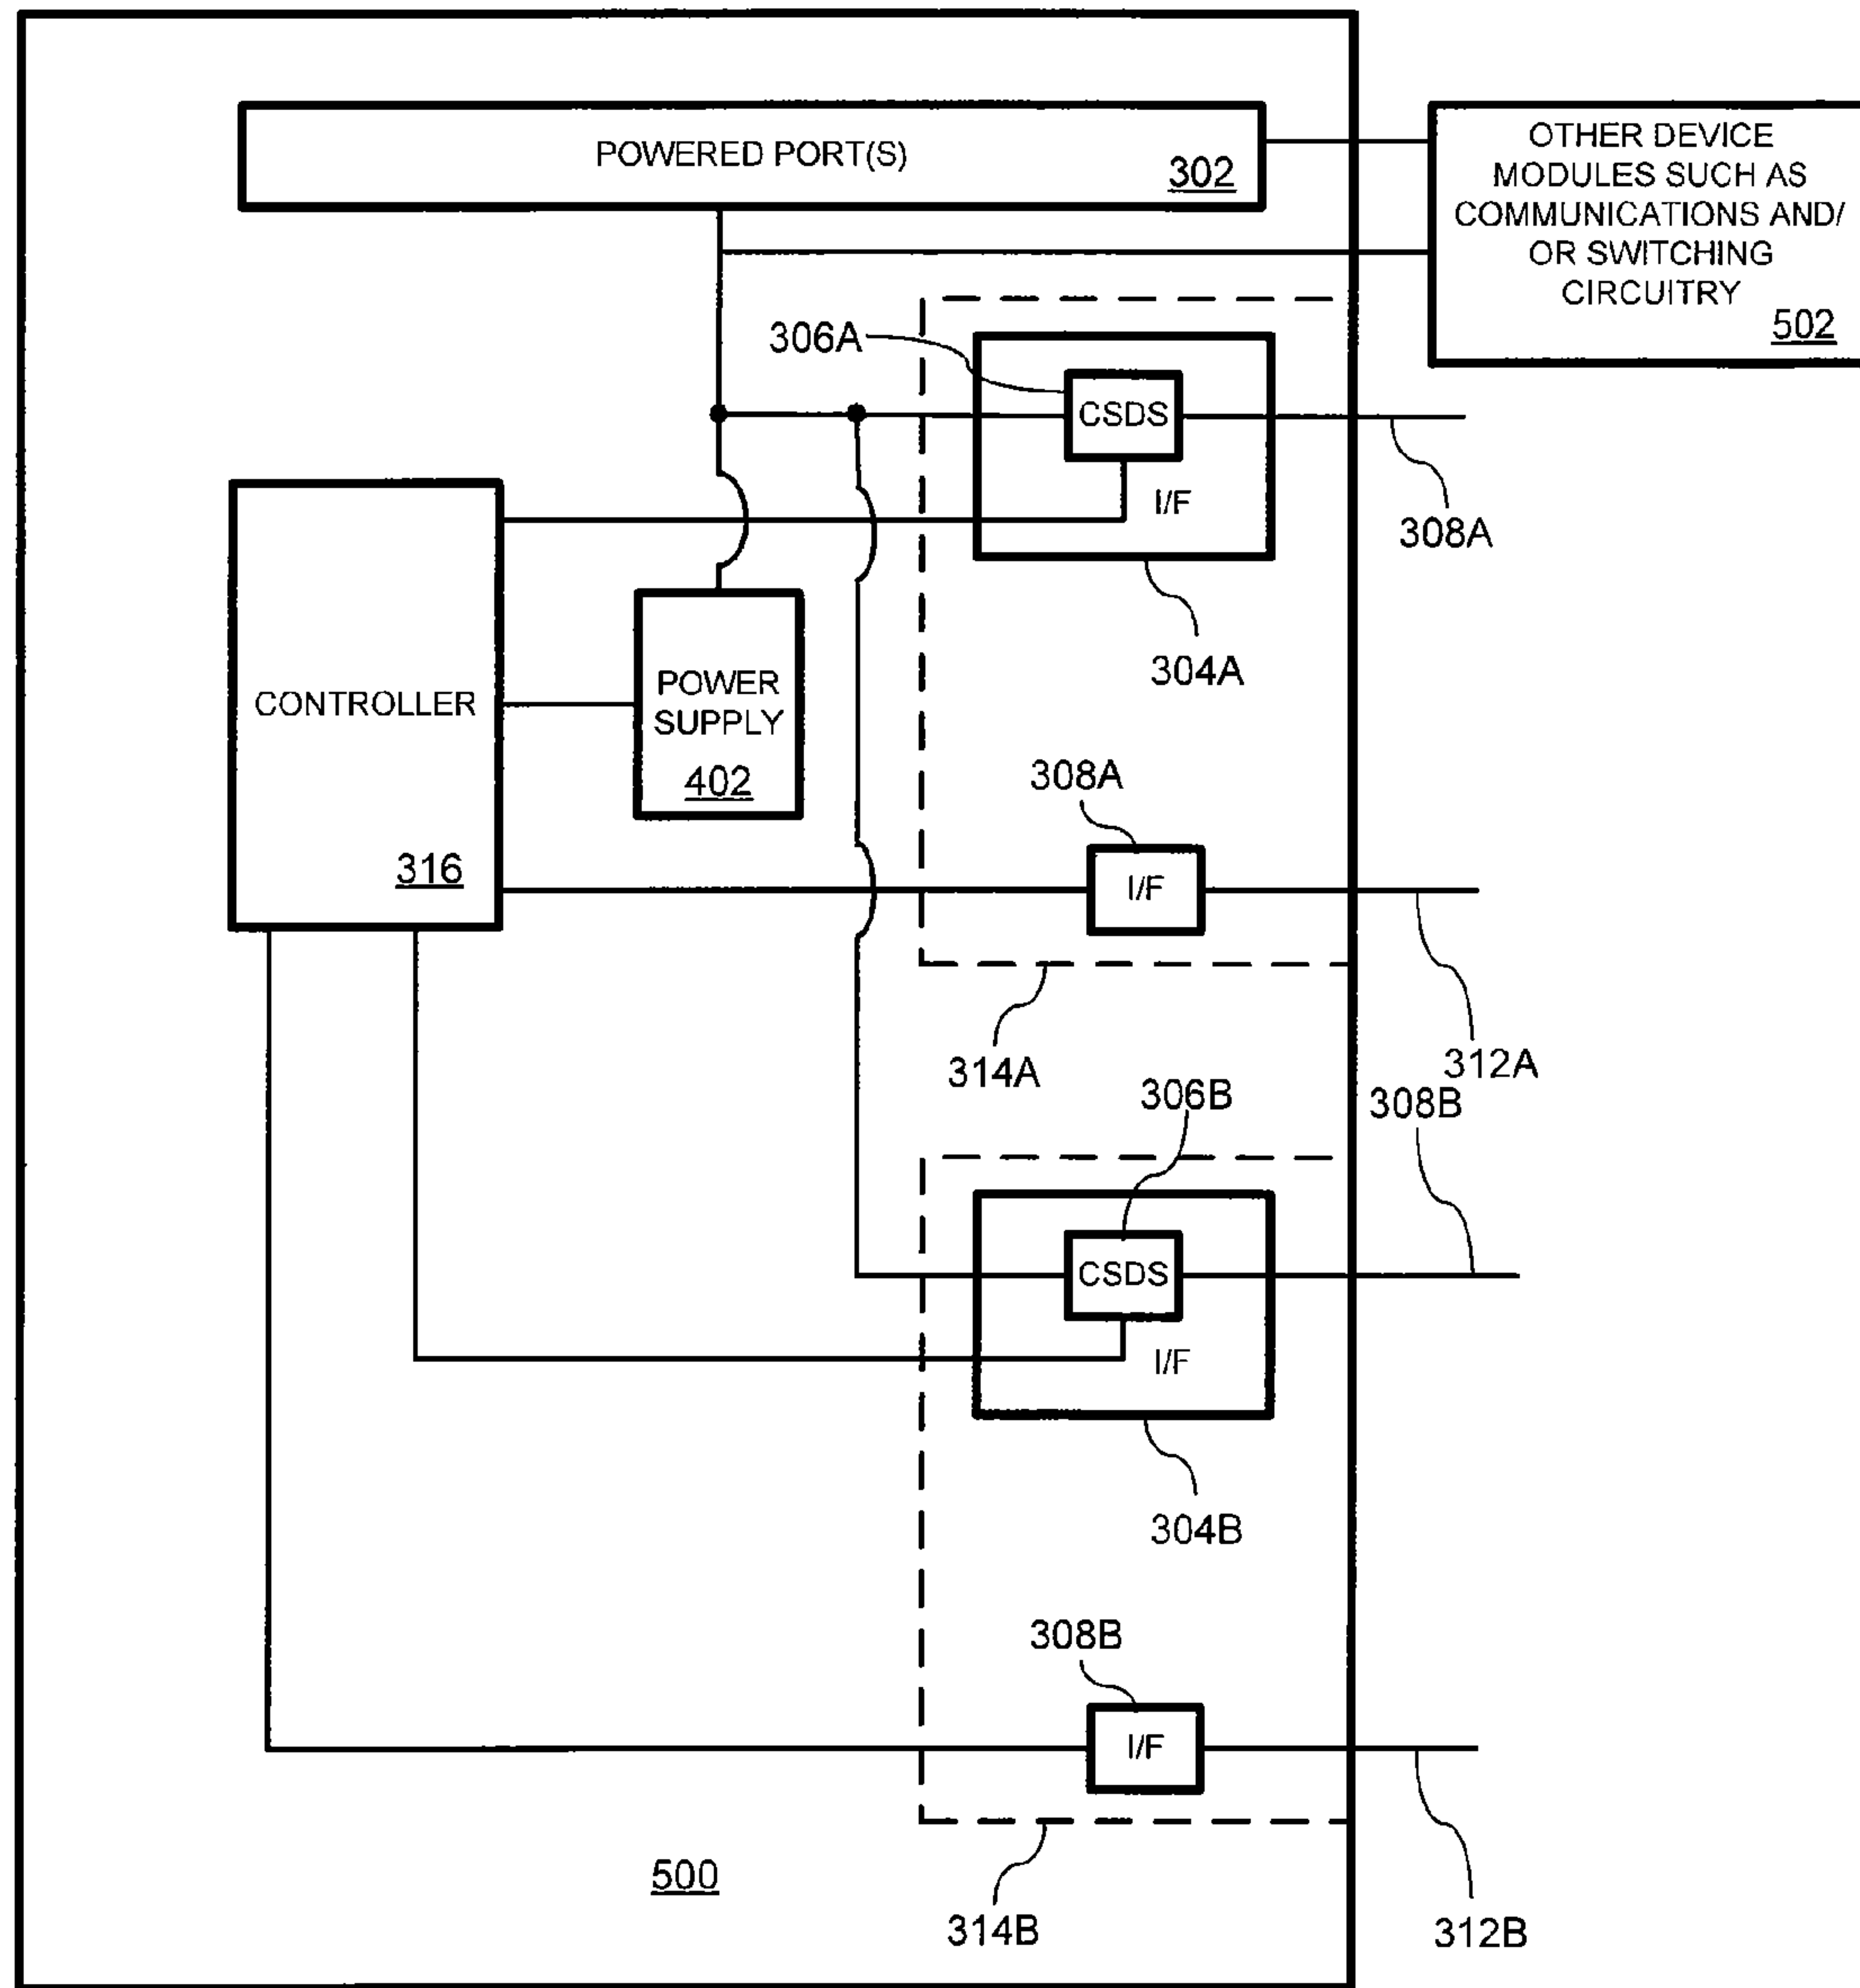 POWERED PORT(S)
302
OTHER DEVICE
MODULES SUCH AS
COMMUNICATIONS AND/
OR SWITCHING
CIRCUITRY
502
306A
CSDS
I/F
308A
304A
CONTROLLER
316
POWER
SUPPLY
402
308A
I/F
314A
312A
306B
308B
CSDS
I/F
304B
308B
I/F
500
314B
312B